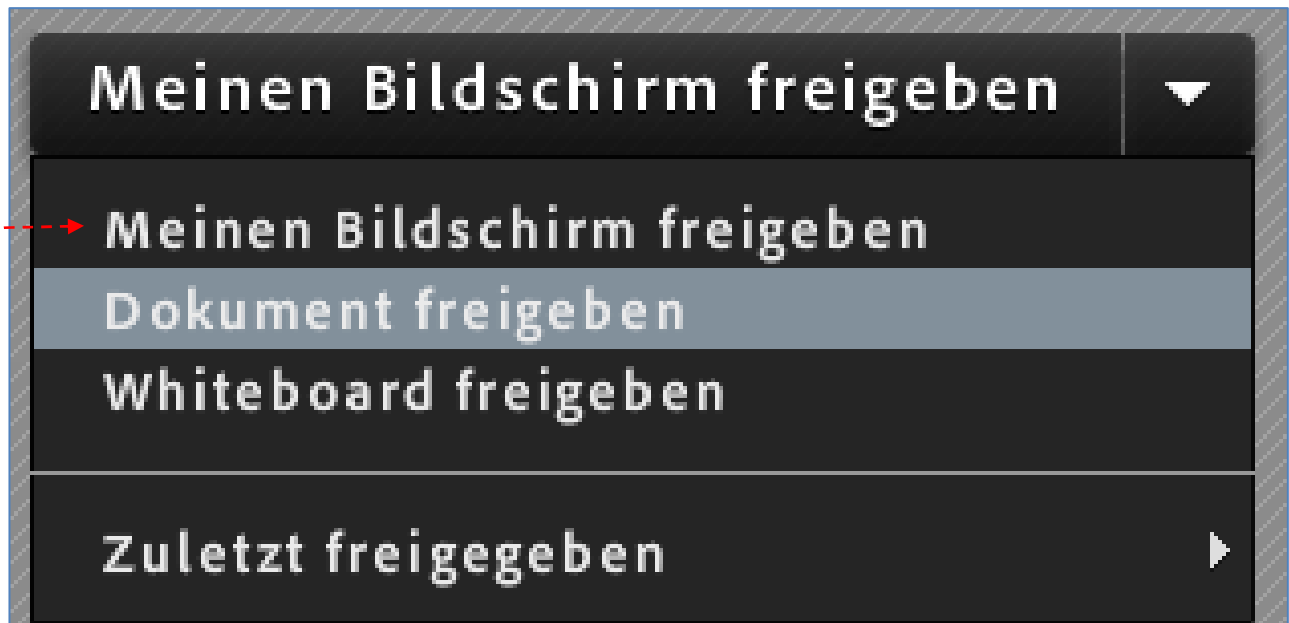 Meinen Bildschirm freigeben
Meinen Bildschirm freigeben
Dokument freigeben
Whiteboard freigeben
Zuletzt freigegeben